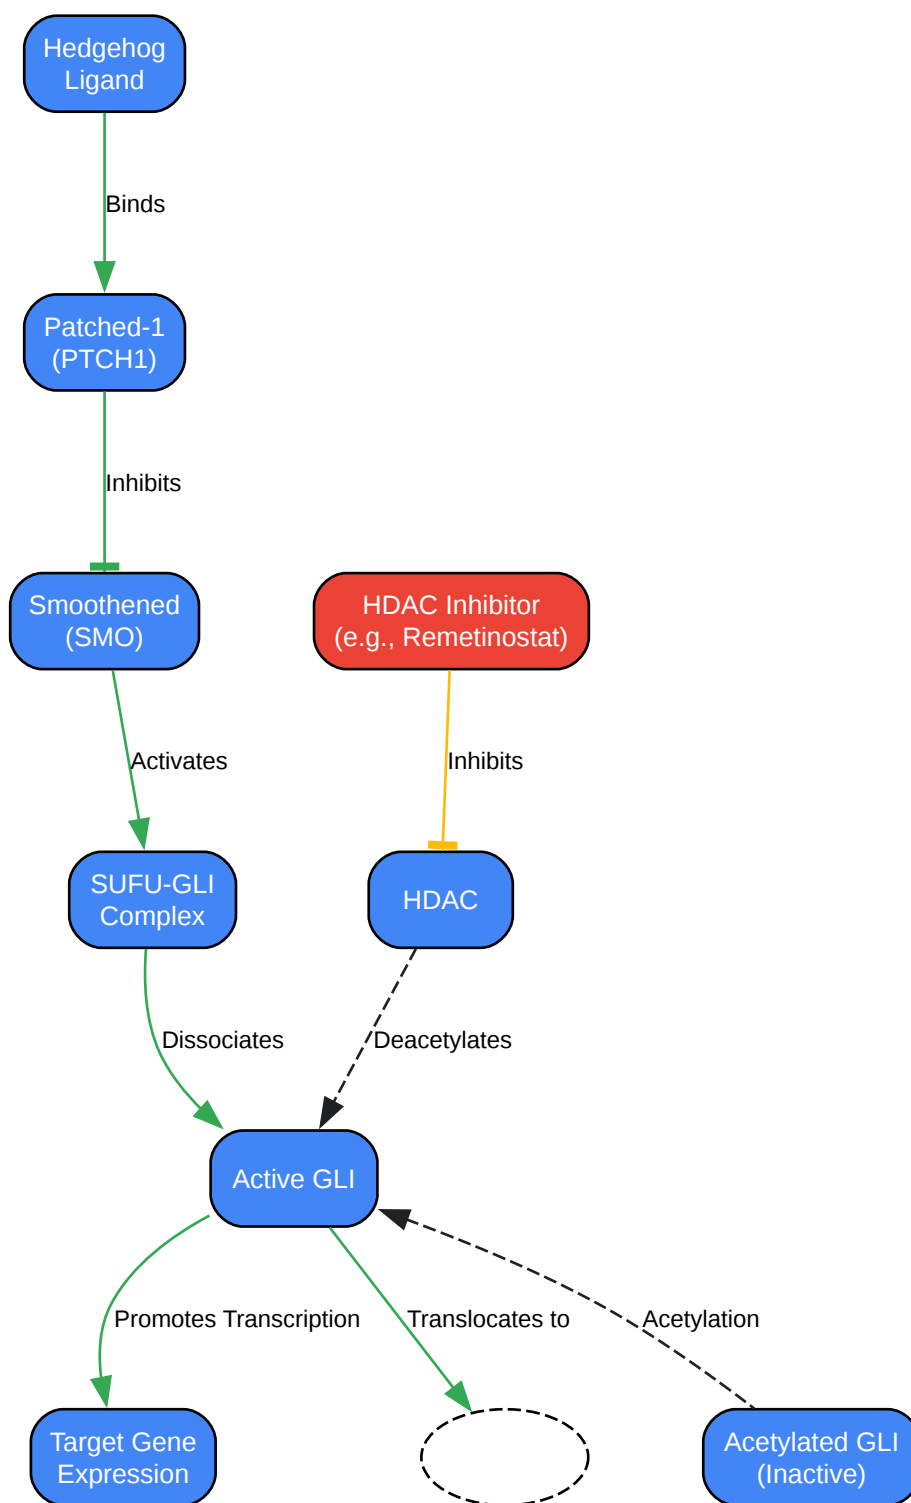 Hedgehog
Ligand
Binds
Patched-1
(PTCH1)
Inhibits
Smoothened
(SMO)
HDAC Inhibitor
(e.g., Remetinostat)
Activates
Inhibits
SUFU-GLI
Complex
HDAC
Dissociates
Deacetylates
Active GLI
Promotes Transcription
Translocates to
Acetylation
Target Gene
Expression
Acetylated GLI
(Inactive)